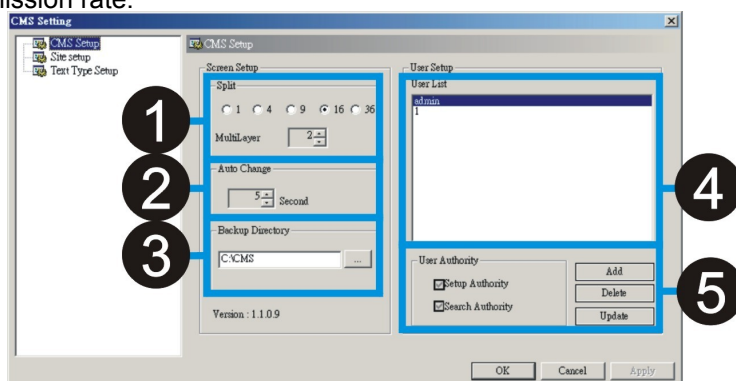 ission rate.
CMS Setting
CMS Setup
Site setup
Text Type Setup
CMS Setup
Screen Setup
Split
1 4 9 16 36
MultiLayer 2
Auto Change
5 Second
Backup Directory
C:\CMS ...
Version : 1.1.0.9
User Setup
User List
admin
1
User Authority
Setup Authority
Search Authority
Add
Delete
Update
OK Cancel Apply
1
2
3
4
5